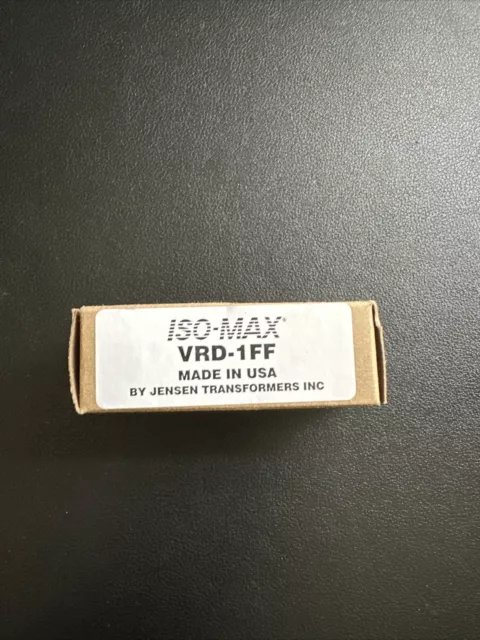 ISO-MAX®
VRD-1FF
MADE IN USA
BY JENSEN TRANSFORMERS INC